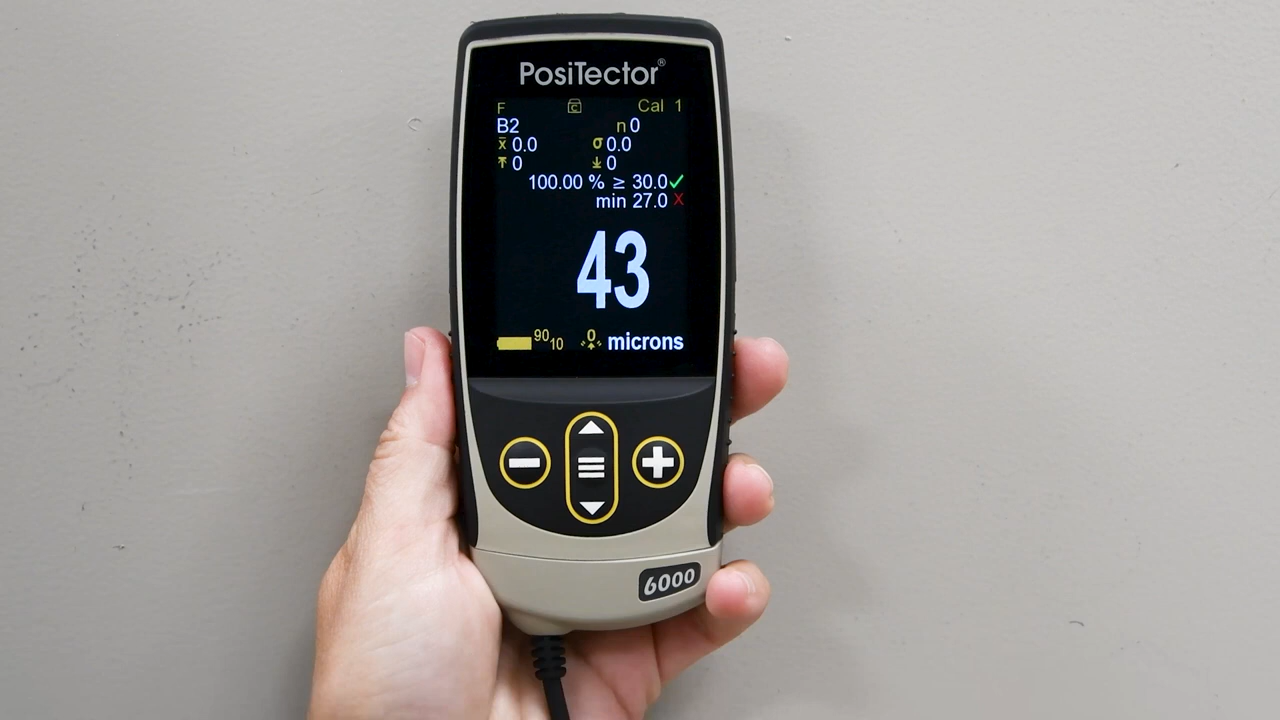 PosiTector®
F C Cal 1
B2 n 0
x̄ 0.0 σ 0.0
0 0
100.00 % ≥ 30.0 ✓
min 27.0 X
43
90 10 0 microns
6000